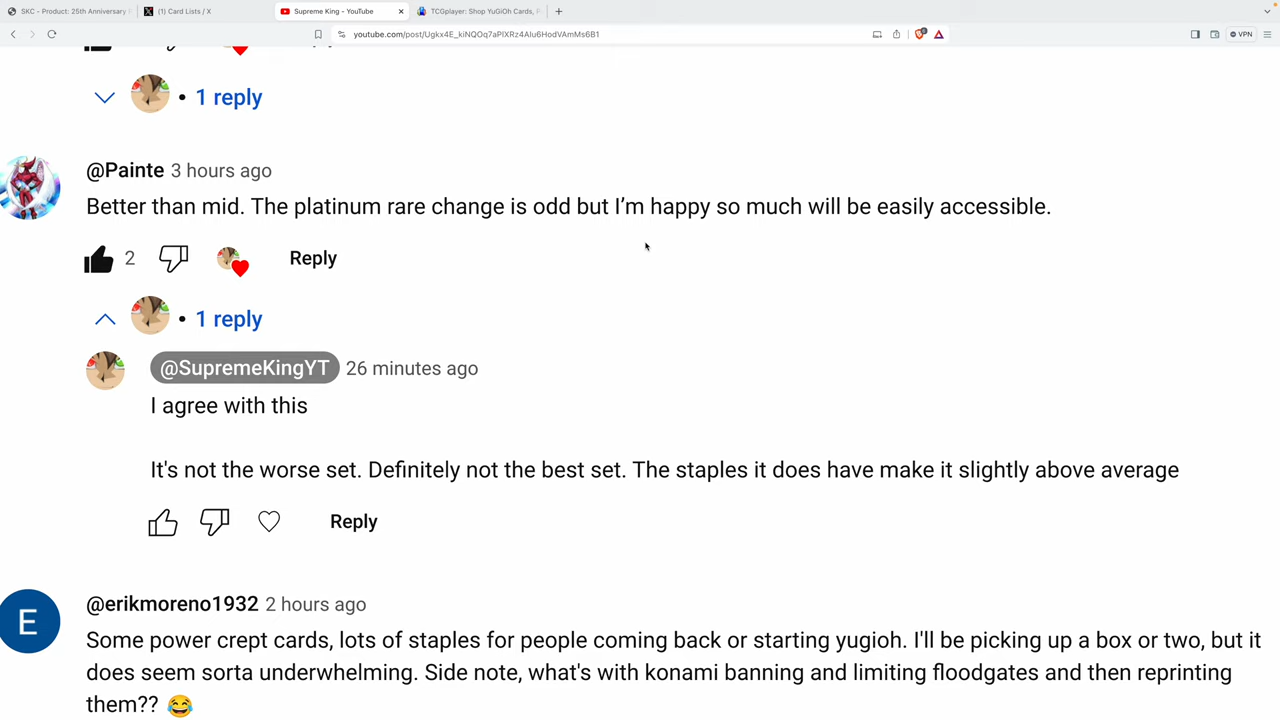 SKC - Product: 25th Anniversary
(1) Card Lists / X
Supreme King - YouTube
TCGplayer: Shop YuGiOh Cards,
youtube.com/post/Ugkx4E_kiNQOq7aPlXRz4Alu6HodVAmMs6B1
VPN
• 1 reply
@Painte 3 hours ago
Better than mid. The platinum rare change is odd but I’m happy so much will be easily accessible.
2 Reply
• 1 reply
@SupremeKingYT 26 minutes ago
I agree with this
It's not the worse set. Definitely not the best set. The staples it does have make it slightly above average
Reply
E
@erikmoreno1932 2 hours ago
Some power crept cards, lots of staples for people coming back or starting yugioh. I'll be picking up a box or two, but it
does seem sorta underwhelming. Side note, what's with konami banning and limiting floodgates and then reprinting
them?? 😂